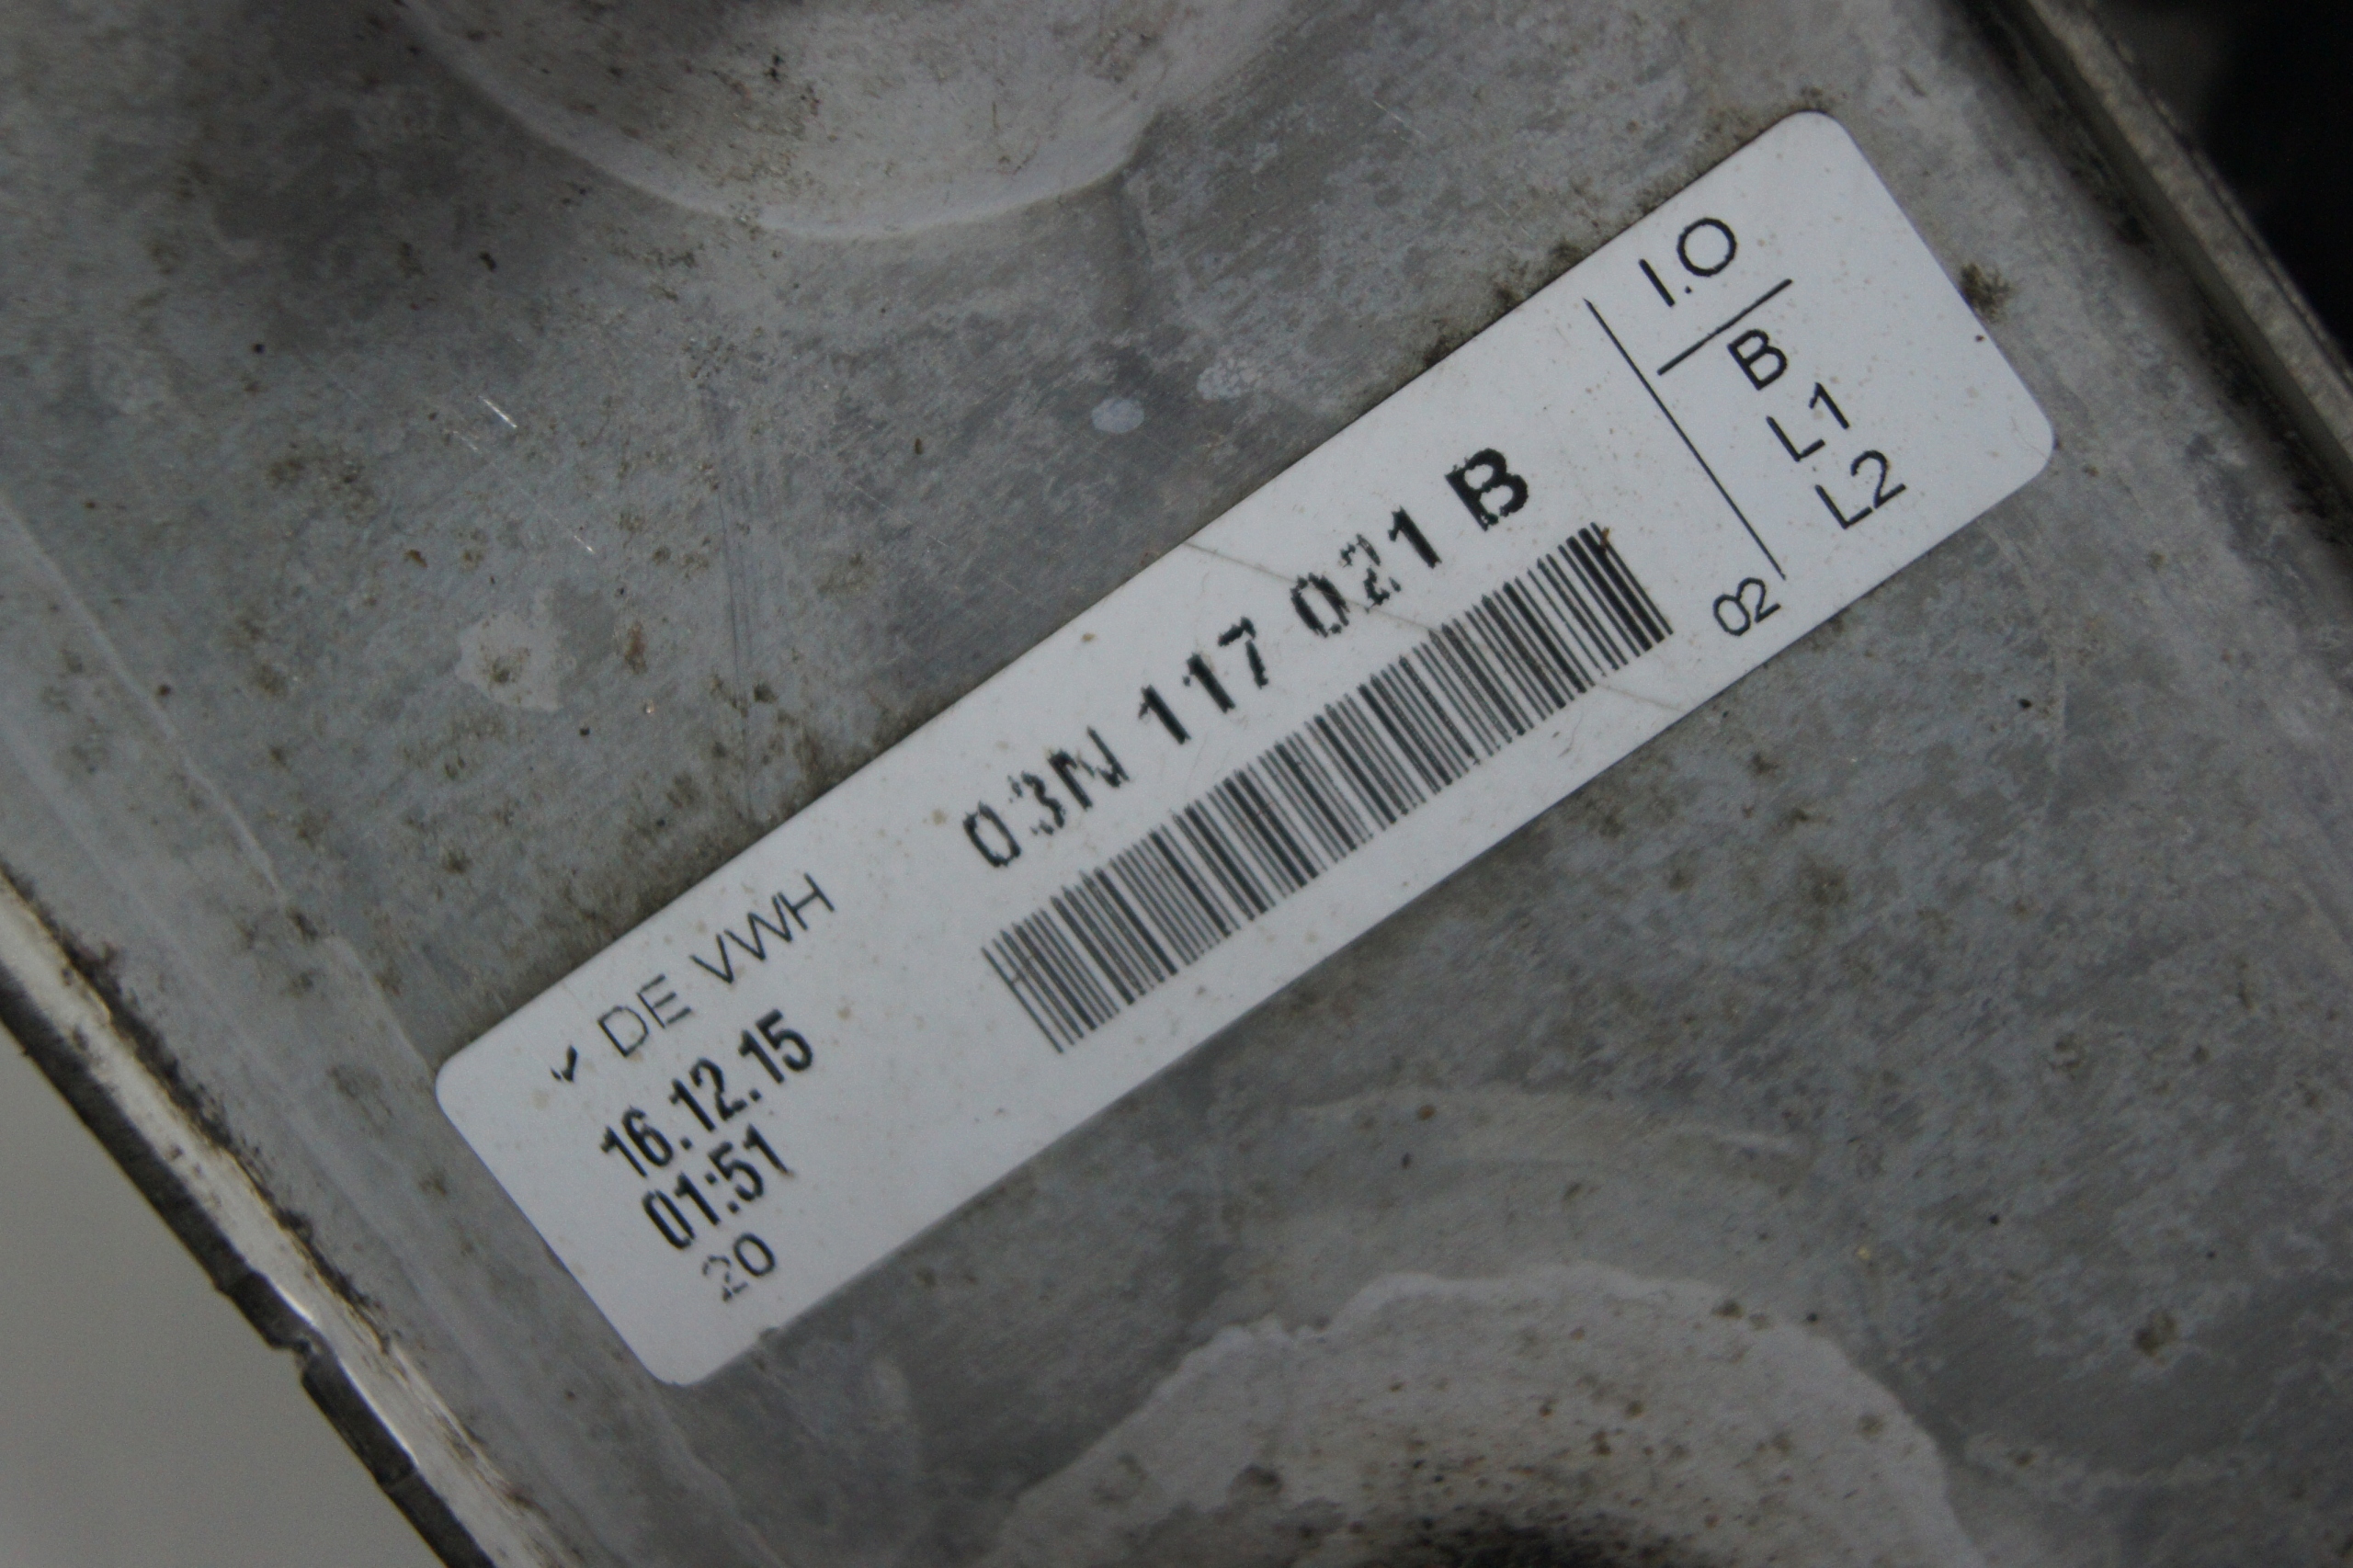 DE VWH
16.12.15
01:51
20
03N 117 021 B
02
I.O
B
L1
L2